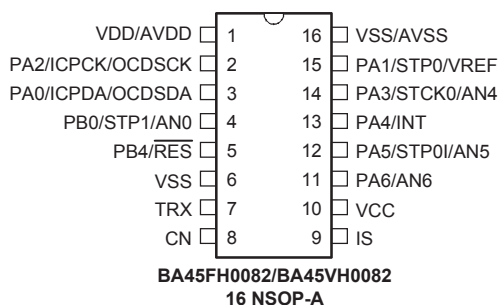 VDD/AVDD 1 16 VSS/AVSS
PA2/ICPCK/OCDSCK 2 15 PA1/STP0/VREF
PA0/ICPDA/OCDSDA 3 14 PA3/STCK0/AN4
PB0/STP1/AN0 4 13 PA4/INT
PB4/RES 5 12 PA5/STP0I/AN5
VSS 6 11 PA6/AN6
TRX 7 10 VCC
CN 8 9 IS
BA45FH0082/BA45VH0082
16 NSOP-A